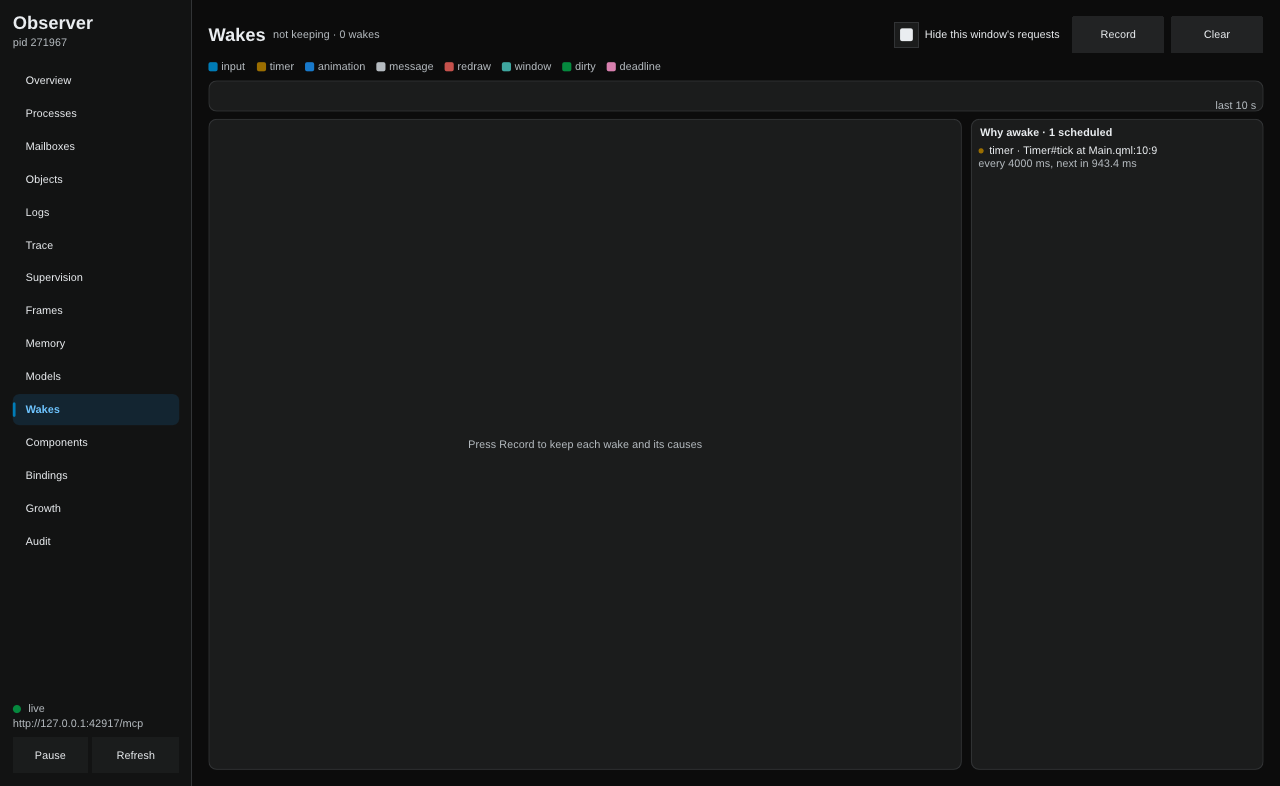 Observer
pid 271967
Overview
Processes
Mailboxes
Objects
Logs
Trace
Supervision
Frames
Memory
Models
Wakes
Components
Bindings
Growth
Audit
live
http://127.0.0.1:42917/mcp
Pause Refresh
Wakes not keeping · 0 wakes Hide this window's requests Record Clear
input timer animation message redraw window dirty deadline
last 10 s
Press Record to keep each wake and its causes
Why awake · 1 scheduled
timer · Timer#tick at Main.qml:10:9
every 4000 ms, next in 943.4 ms